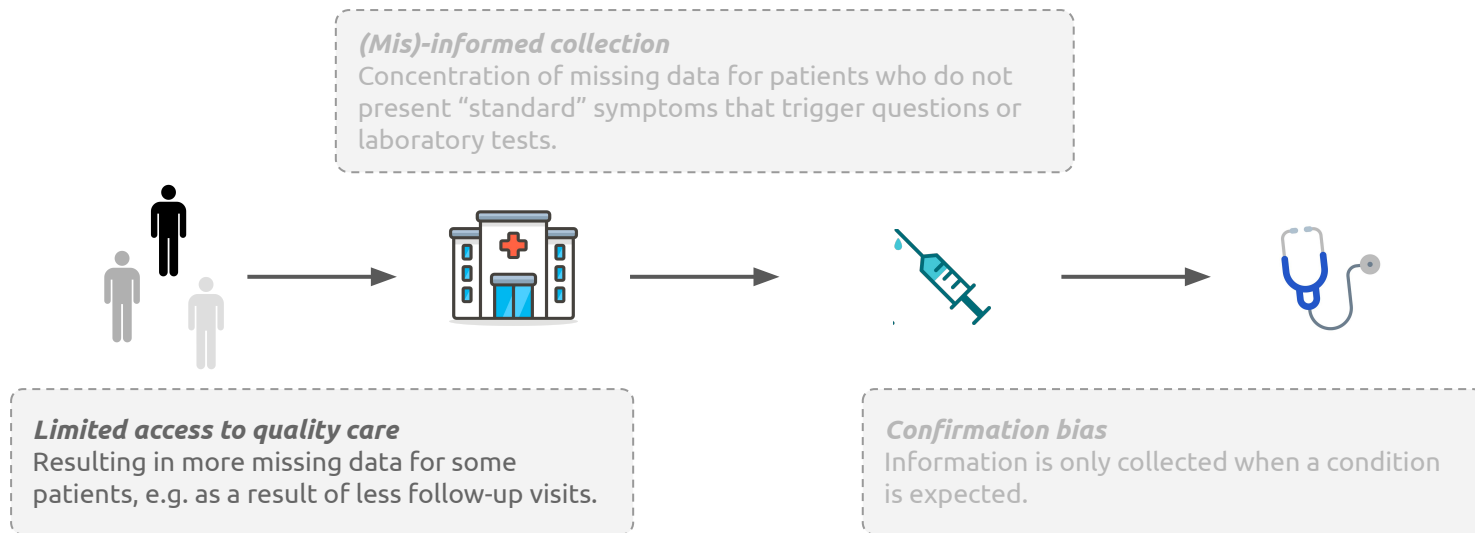 (Mis)-informed collection
Concentration of missing data for patients who do not
present “standard” symptoms that trigger questions or
laboratory tests.
Limited access to quality care
Resulting in more missing data for some
patients, e.g. as a result of less follow-up visits.
Confirmation bias
Information is only collected when a condition
is expected.